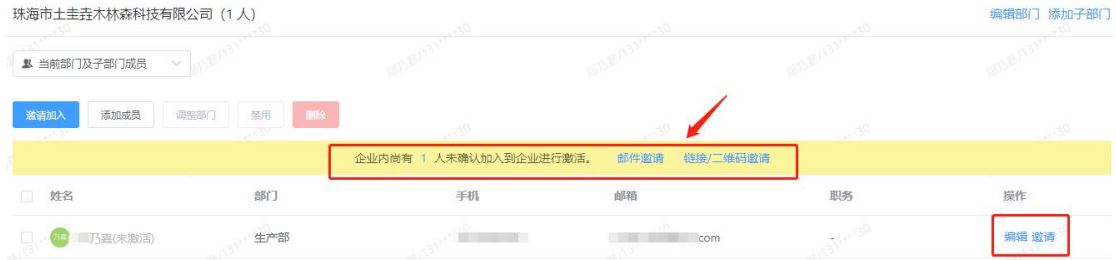 珠海市土圭垚木林森科技有限公司（1 人） 编辑部门 添加子部门
当前部门及子部门成员
邀请加入 添加成员 调整部门 禁用 删除
企业内尚有 1 人未确认加入到企业进行激活。 邮件邀请 链接/二维码邀请
姓名 部门 手机 邮箱 职务 操作
乃嘉 乃嘉(未激活) 生产部 com - 编辑 邀请